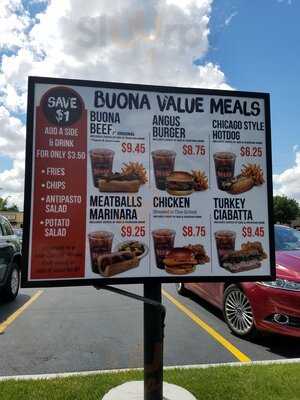 BUONA VALUE MEALS
SAVE
$1
ADD A SIDE
& DRINK
FOR ONLY $3.50
• FRIES
• CHIPS
• ANTIPASTO
SALAD
• POTATO
SALAD
BUONA
BEEF 7" ORIGINAL
$9.45
ANGUS
BURGER
$8.75
CHICAGO STYLE
HOTDOG
$6.25
MEATBALLS
MARINARA
$9.25
CHICKEN
$8.75
TURKEY
CIABATTA
$9.45